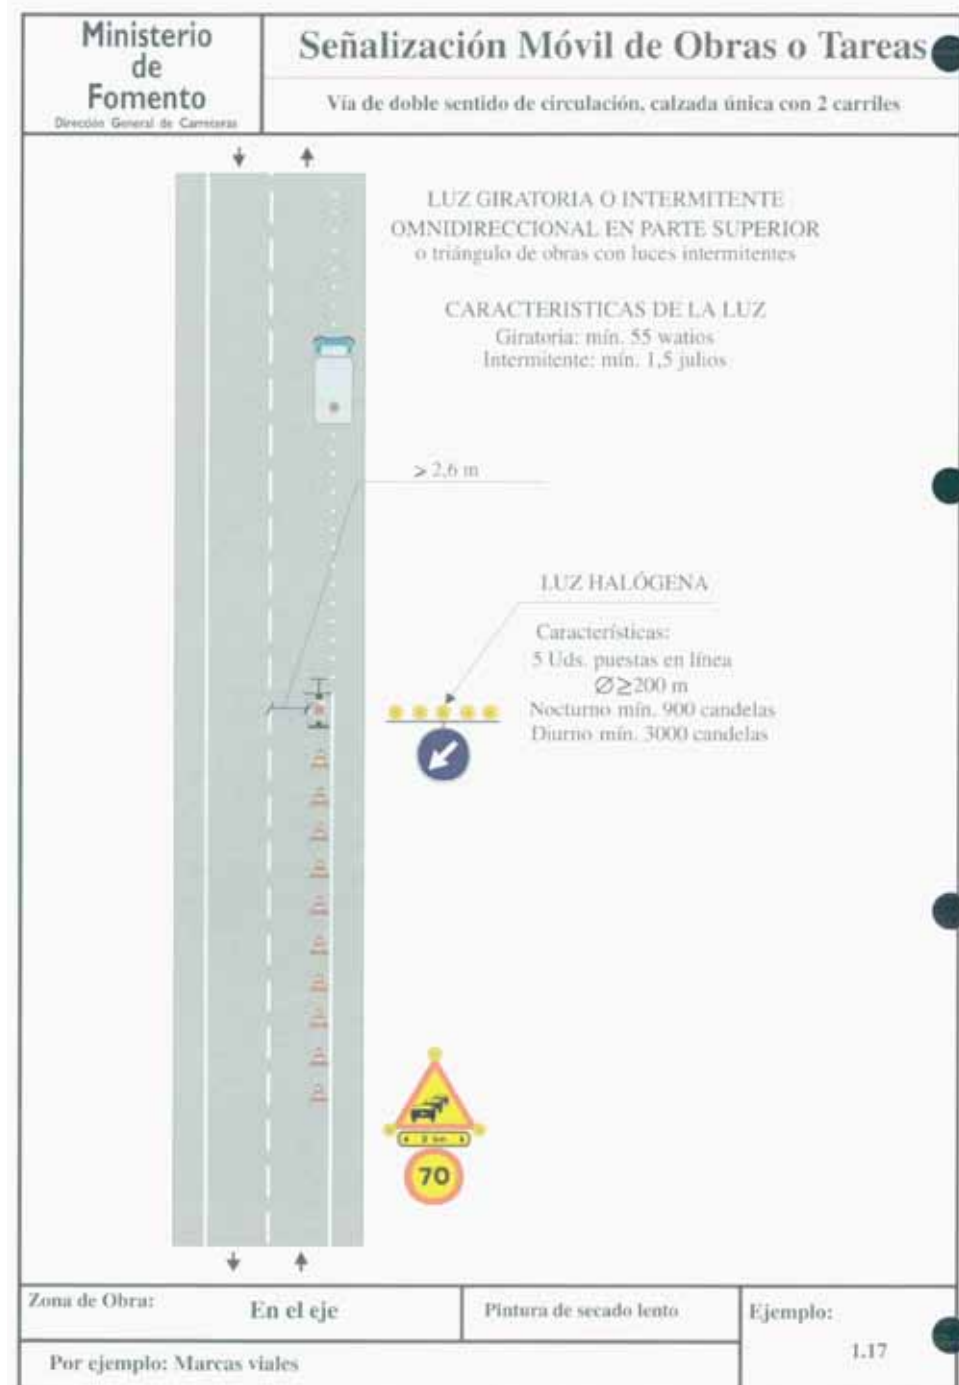 Ministerio
de
Fomento
Dirección General de Carreteras
Señalización Móvil de Obras o Tareas
Vía de doble sentido de circulación, calzada única con 2 carriles
LUZ GIRATORIA O INTERMITENTE
OMNIDIRECCIONAL EN PARTE SUPERIOR
o triángulo de obras con luces intermitentes
CARACTERISTICAS DE LA LUZ
Giratoria: mín. 55 watios
Intermitente: mín. 1,5 julios
> 2,6 m
LUZ HALÓGENA
Características:
5 Uds. puestas en línea
Ø≥200 m
Nocturno mín. 900 candelas
Diurno mín. 3000 candelas
km
70
Zona de Obra:
En el eje
Pintura de secado lento
Ejemplo:
1.17
Por ejemplo: Marcas viales